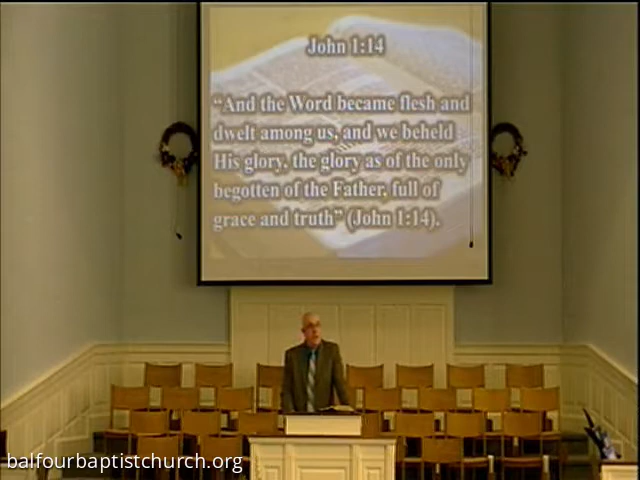 John 1:14
“And the Word became flesh and
dwelt among us, and we beheld
His glory, the glory as of the only
begotten of the Father, full of
grace and truth” (John 1:14).
balfourbaptistchurch.org